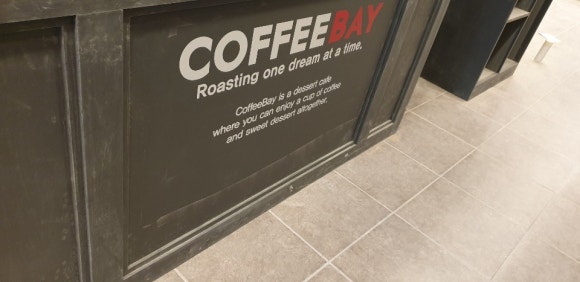 COFFEEBAY
Roasting one dream at a time.
CoffeeBay is a dessert cafe
where you can enjoy a cup of coffee
and sweet dessert altogether.